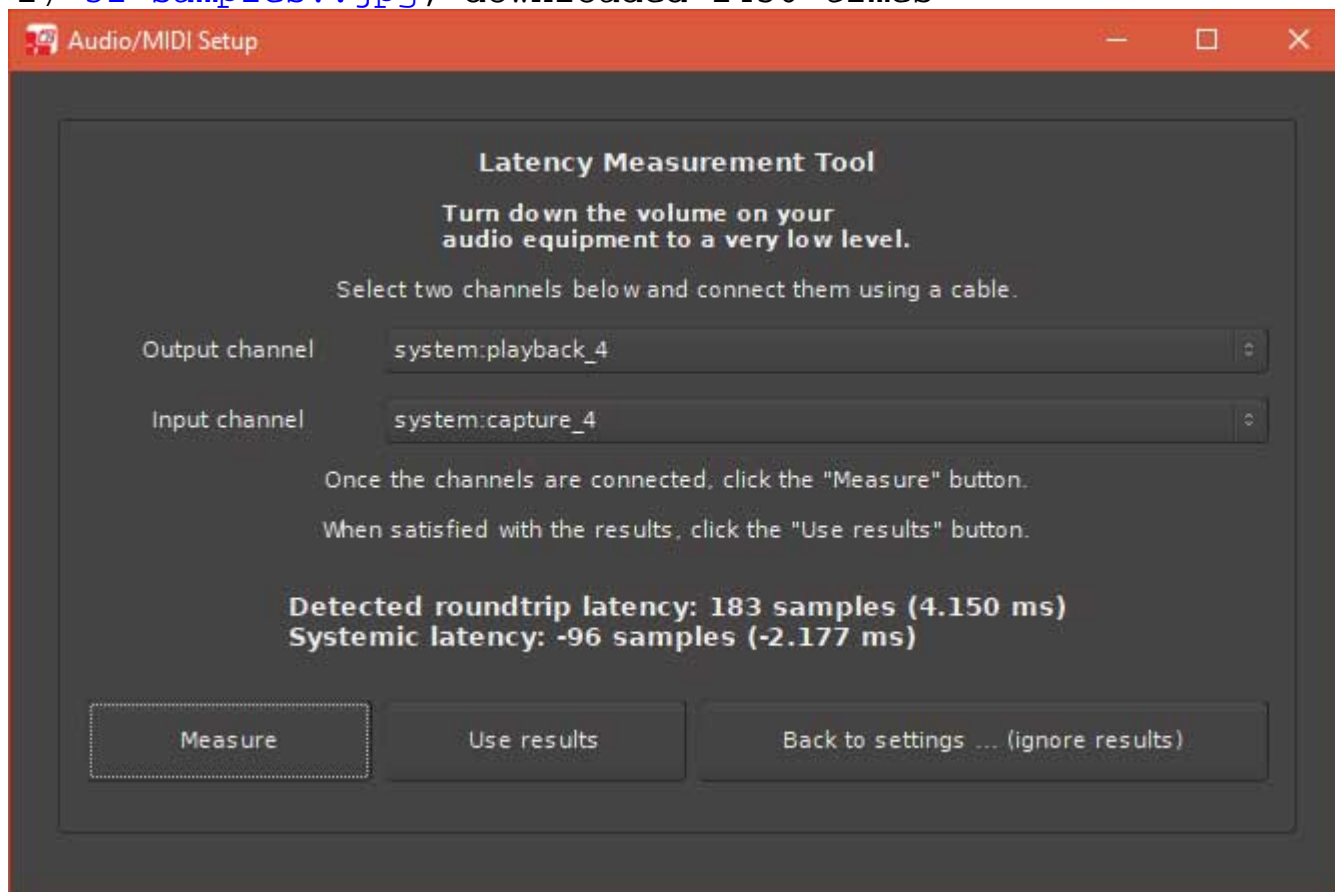 Audio/MIDI Setup
Latency Measurement Tool
Turn down the volume on your
audio equipment to a very low level.
Select two channels below and connect them using a cable.
Output channel system:playback_4
Input channel system:capture_4
Once the channels are connected, click the "Measure" button.
When satisfied with the results, click the "Use results" button.
Detected roundtrip latency: 183 samples (4.150 ms)
Systemic latency: -96 samples (-2.177 ms)
Measure Use results Back to settings ... (ignore results)